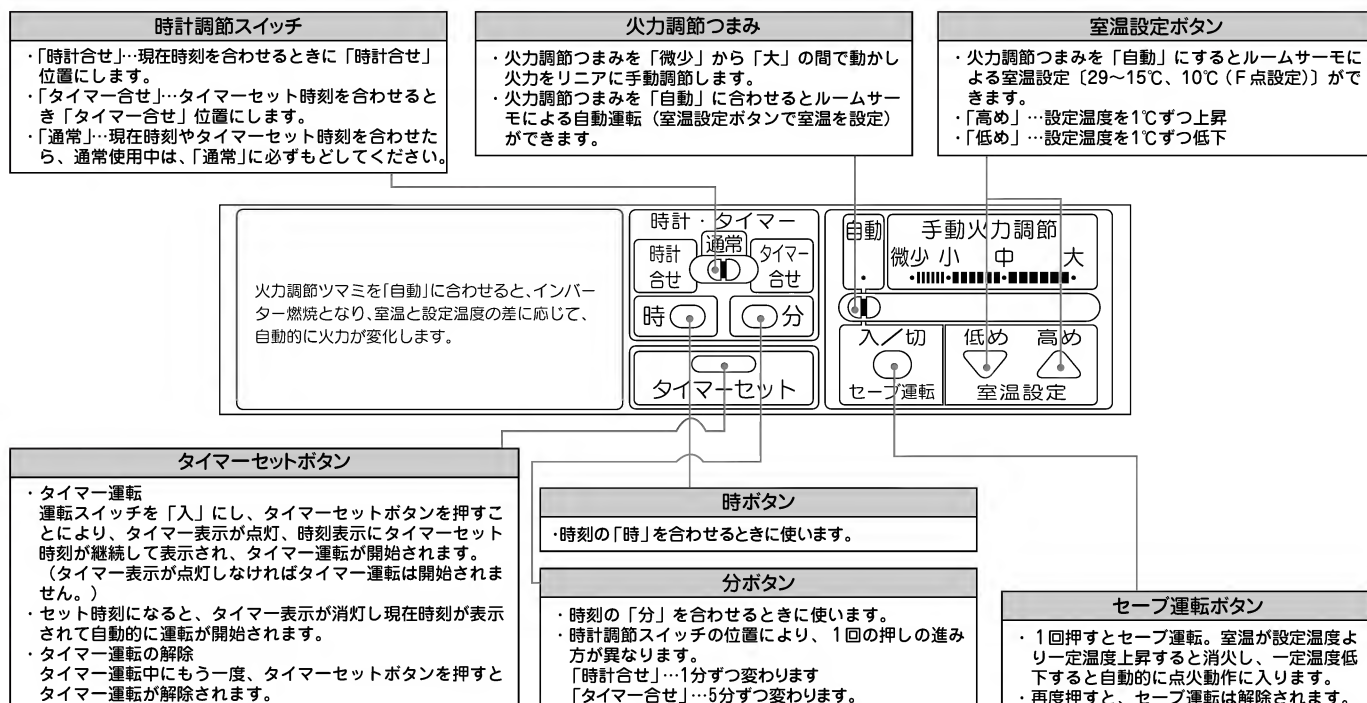 時計調節スイッチ
・「時計合せ」…現在時刻を合わせるときに「時計合せ」
位置にします。
・「タイマー合せ」…タイマーセット時刻を合わせると
き「タイマー合せ」位置にします。
・「通常」…現在時刻やタイマーセット時刻を合わせた
ら、通常使用中は、「通常」に必ずもどしてください。
火力調節つまみ
・火力調節つまみを「微少」から「大」の間で動かし
火力をリニアに手動調節します。
・火力調節つまみを「自動」に合わせるとルームサー
モによる自動運転（室温設定ボタンで室温を設定）
ができます。
室温設定ボタン
・火力調節つまみを「自動」にするとルームサーモに
よる室温設定〔29～15℃、10℃（F点設定）〕がで
きます。
・「高め」…設定温度を1℃ずつ上昇
・「低め」…設定温度を1℃ずつ低下
火力調節ツマミを「自動」に合わせると、インバー
ター燃焼となり、室温と設定温度の差に応じて、
自動的に火力が変化します。
時計・タイマー
時計
合せ
通常
タイマー
合せ
時
分
タイマーセット
自動
手動火力調節
微少 小 中 大
入／切
セーブ運転
低め 高め
室温設定
タイマーセットボタン
・タイマー運転
運転スイッチを「入」にし、タイマーセットボタンを押すこ
とにより、タイマー表示が点灯、時刻表示にタイマーセット
時刻が継続して表示され、タイマー運転が開始されます。
（タイマー表示が点灯しなければタイマー運転は開始されま
せん。）
・セット時刻になると、タイマー表示が消灯し現在時刻が表示
されて自動的に運転が開始されます。
・タイマー運転の解除
タイマー運転中にもう一度、タイマーセットボタンを押すと
タイマー運転が解除されます。
時ボタン
・時刻の「時」を合わせるときに使います。
分ボタン
・時刻の「分」を合わせるときに使います。
・時計調節スイッチの位置により、1回の押しの進み
方が異なります。
「時計合せ」…1分ずつ変わります
「タイマー合せ」…5分ずつ変わります。
セーブ運転ボタン
・1回押すとセーブ運転。室温が設定温度よ
り一定温度上昇すると消火し、一定温度低
下すると自動的に点火動作に入ります。
・再度押すと、セーブ運転は解除されます。